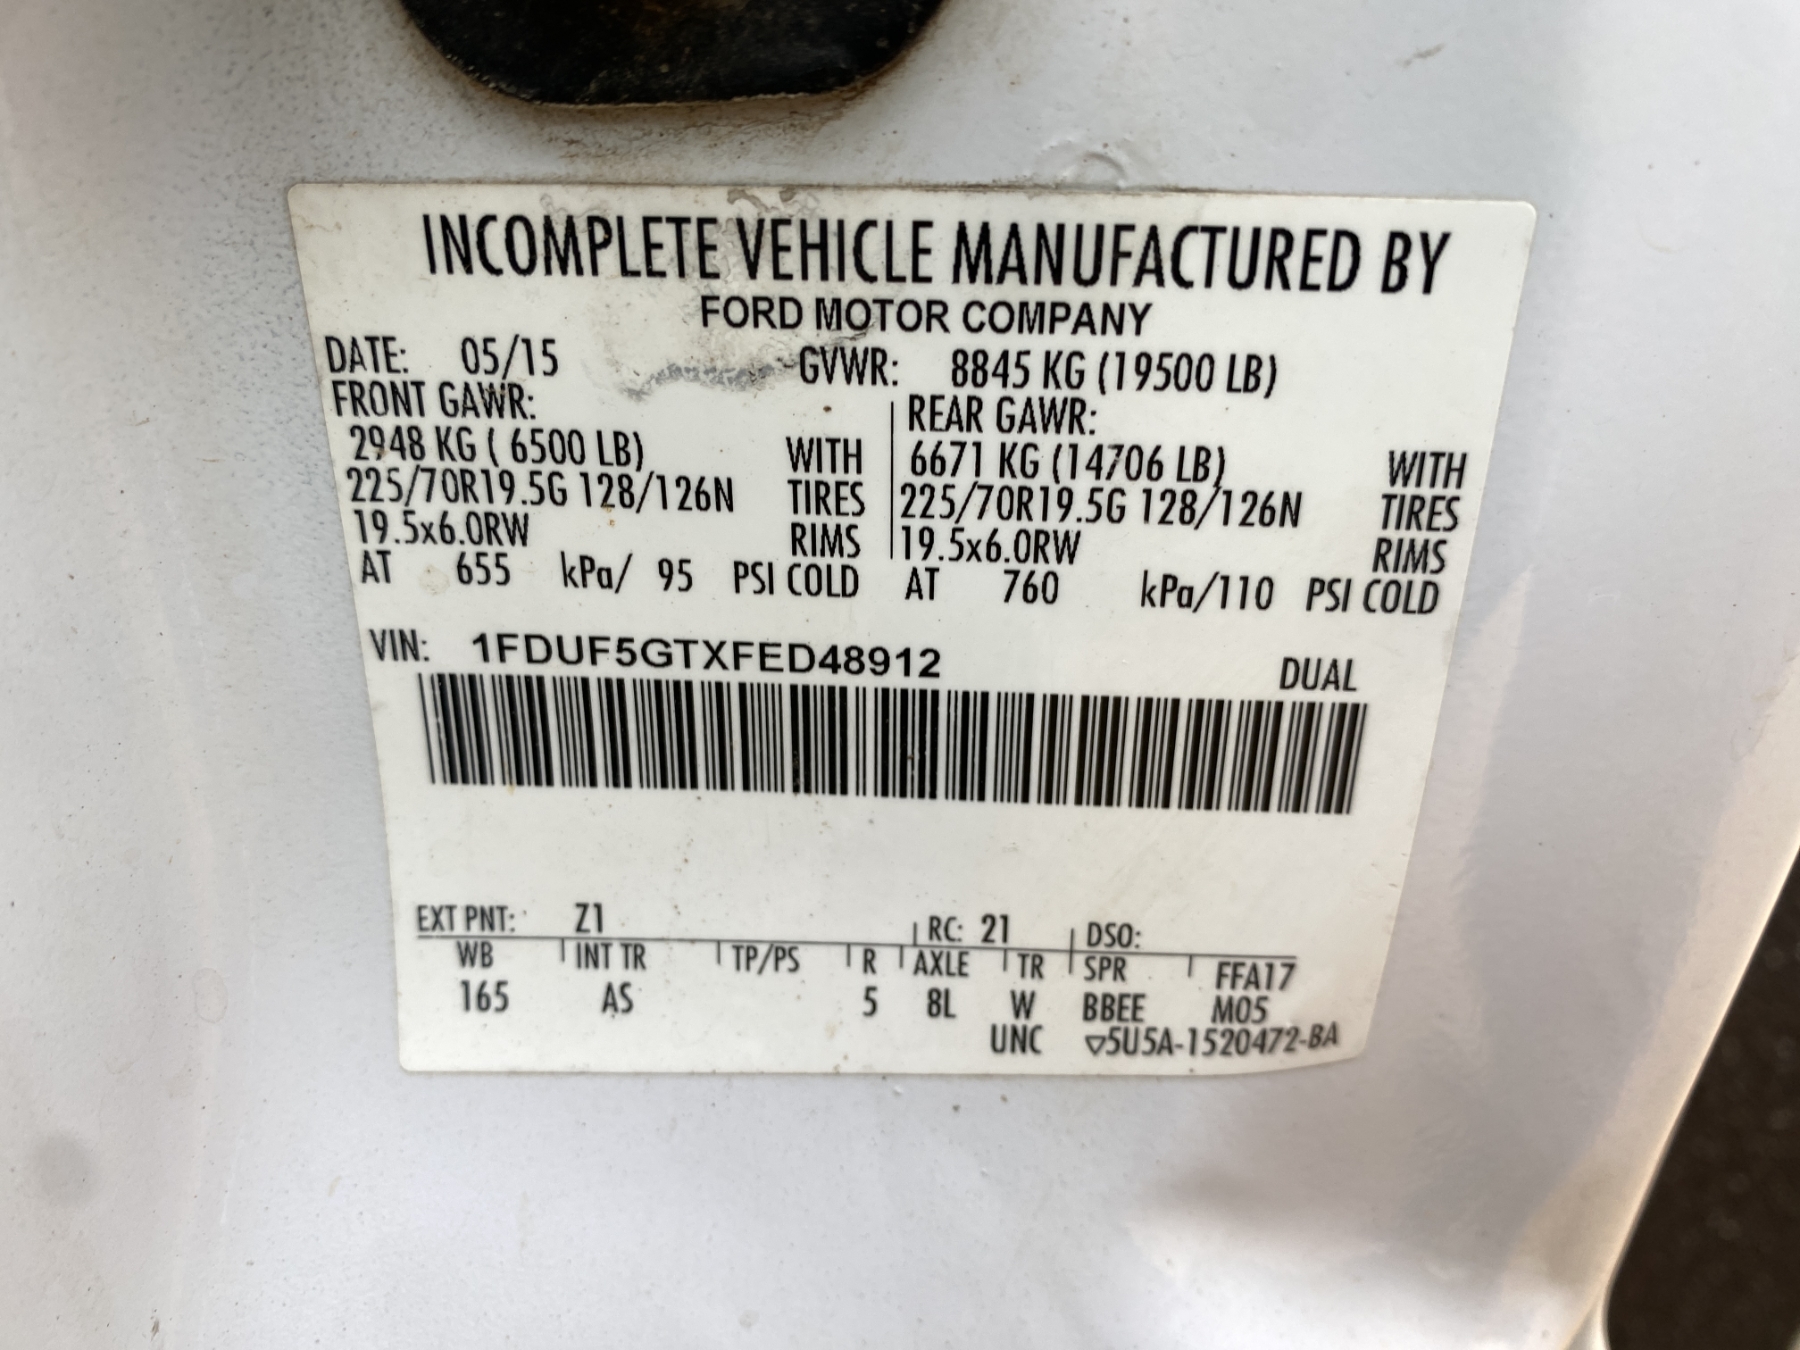 INCOMPLETE VEHICLE MANUFACTURED BY
FORD MOTOR COMPANY
DATE: 05/15 GVWR: 8845 KG (19500 LB)
FRONT GAWR: REAR GAWR:
2948 KG ( 6500 LB) WITH 6671 KG (14706 LB) WITH
225/70R19.5G 128/126N TIRES 225/70R19.5G 128/126N TIRES
19.5x6.0RW RIMS 19.5x6.0RW RIMS
AT 655 kPa/ 95 PSI COLD AT 760 kPa/110 PSI COLD
VIN: 1FDUF5GTXFED48912 DUAL
EXT PNT: Z1 RC: 21 DSO:
WB INT TR TP/PS R AXLE TR SPR FFA17
165 AS 5 8L W BBEE M05
UNC ▽5U5A-1520472-BA